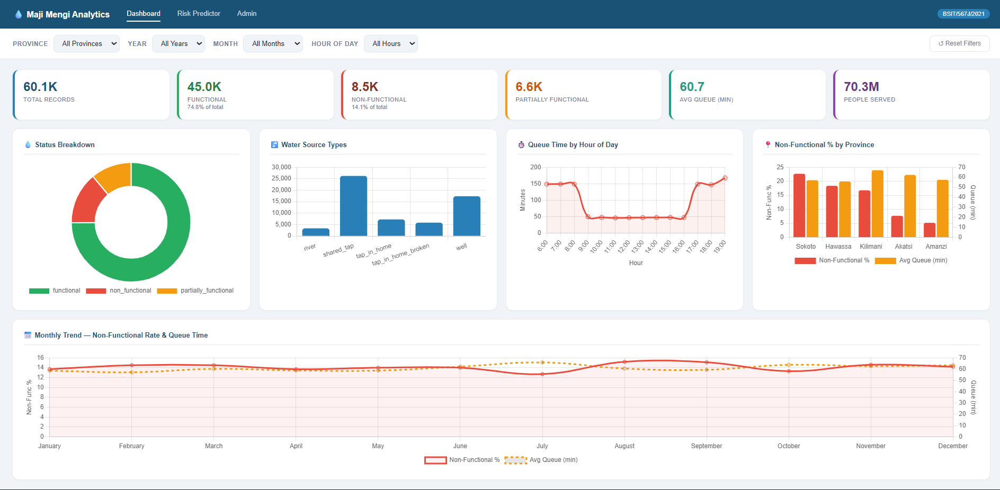 Maji Mengi Analytics Dashboard Risk Predictor Admin BSIT/567J/2021
PROVINCE All Provinces YEAR All Years MONTH All Months HOUR OF DAY All Hours ↺ Reset Filters
60.1K
TOTAL RECORDS
45.0K
FUNCTIONAL
74.8% of total
8.5K
NON-FUNCTIONAL
14.1% of total
6.6K
PARTIALLY FUNCTIONAL
60.7
AVG QUEUE (MIN)
70.3M
PEOPLE SERVED
Status Breakdown
functional non_functional partially_functional
Water Source Types
30,000
25,000
20,000
15,000
10,000
5,000
0
river shared_tap tap_in_home tap_in_home_broken well
Queue Time by Hour of Day
Minutes
200
150
100
50
0
6:00 7:00 8:00 9:00 10:00 11:00 12:00 13:00 14:00 15:00 16:00 17:00 18:00 19:00
Hour
Non-Functional % by Province
Non-Func %
25
20
15
10
5
0
70
60
50
40
30
20
10
0
Queue (min)
Sokoto Hawassa Kilimani Akatsi Amanzi
Non-Functional % Avg Queue (min)
Monthly Trend — Non-Functional Rate & Queue Time
Non-Func %
16
14
12
10
8
6
4
2
0
70
60
50
40
30
20
10
0
Queue (min)
January February March April May June July August September October November December
Non-Functional % Avg Queue (min)